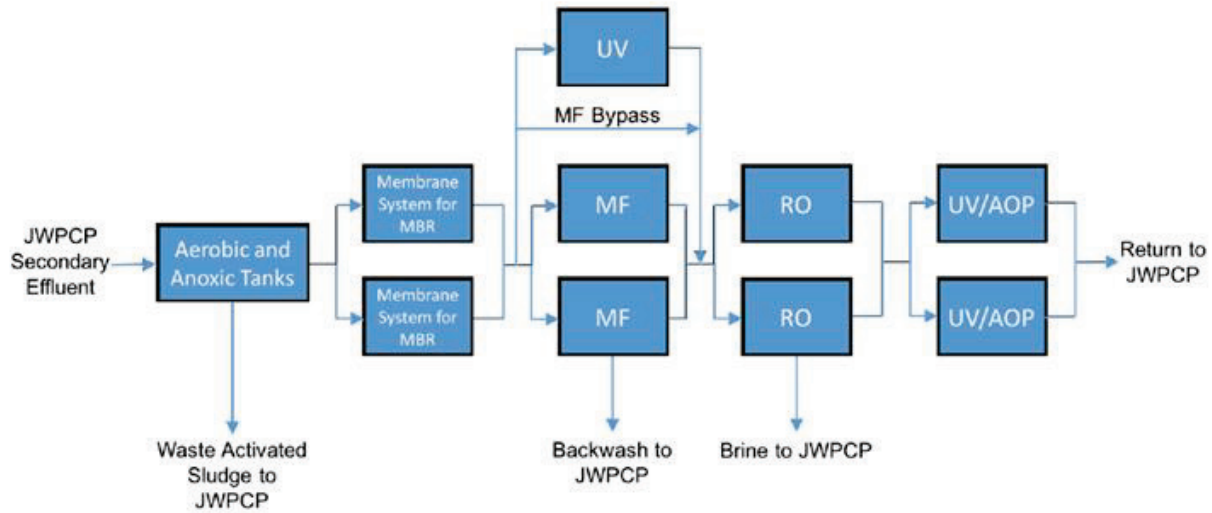 UV
MF Bypass
Membrane
System for
MBR
MF
RO
UV/AOP
JWPCP
Secondary
Effluent
Aerobic and
Anoxic Tanks
Return to
JWPCP
Membrane
System for
MBR
MF
RO
UV/AOP
Waste Activated
Sludge to
JWPCP
Backwash to
JWPCP
Brine to JWPCP